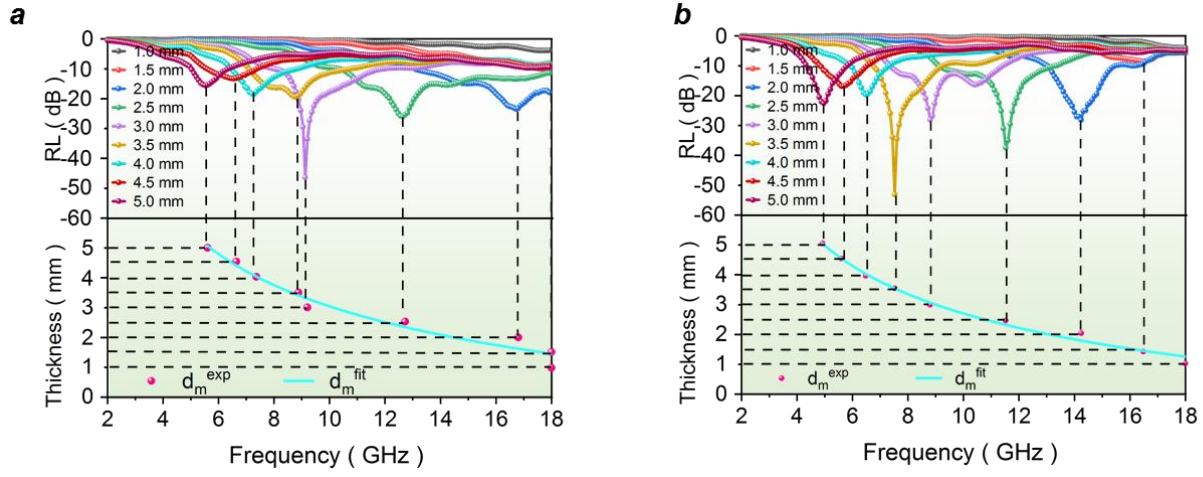 a
RL ( dB )
0
-10
-20
-30
-40
-50
-60
1.0 mm
1.5 mm
2.0 mm
2.5 mm
3.0 mm
3.5 mm
4.0 mm
4.5 mm
5.0 mm
Thickness ( mm )
5
4
3
2
1
0
d_m^exp
d_m^fit
2 4 6 8 10 12 14 16 18
Frequency ( GHz )
b
RL ( dB )
0
-10
-20
-30
-40
-50
-60
1.0 mm
1.5 mm
2.0 mm
2.5 mm
3.0 mm
3.5 mm
4.0 mm
4.5 mm
5.0 mm
Thickness ( mm )
5
4
3
2
1
0
d_m^exp
d_m^fit
2 4 6 8 10 12 14 16 18
Frequency ( GHz )